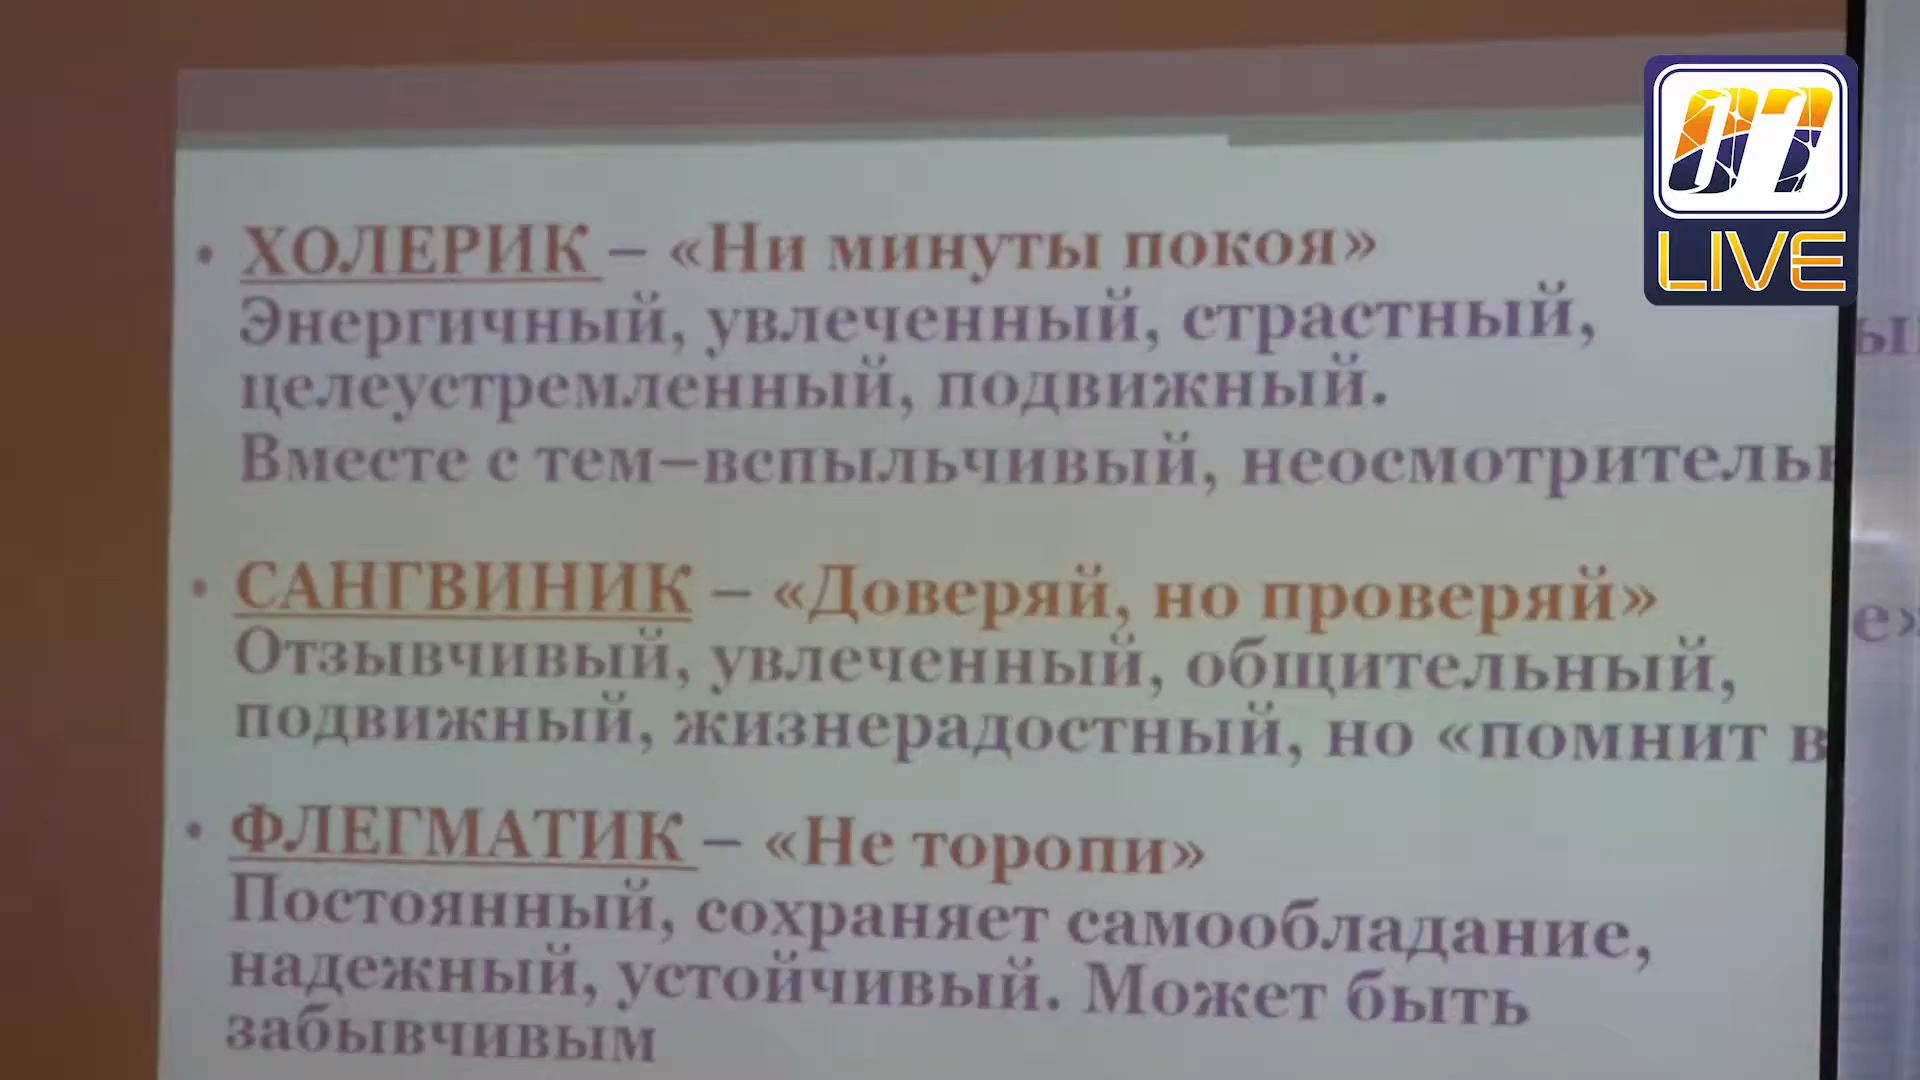 07
LIVE
• ХОЛЕРИК – «Ни минуты покоя»
Энергичный, увлеченный, страстный,
целеустремленный, подвижный.
Вместе с тем–вспыльчивый,
• САНГВИНИК – «Доверяй, но проверяй»
Отзывчивый, увлеченный, общительный,
подвижный, жизнерадостный, но «помнит
• ФЛЕГМАТИК – «Не торопи»
Постоянный, сохраняет самообладание,
надежный, устойчивый. Может быть
забывчивым